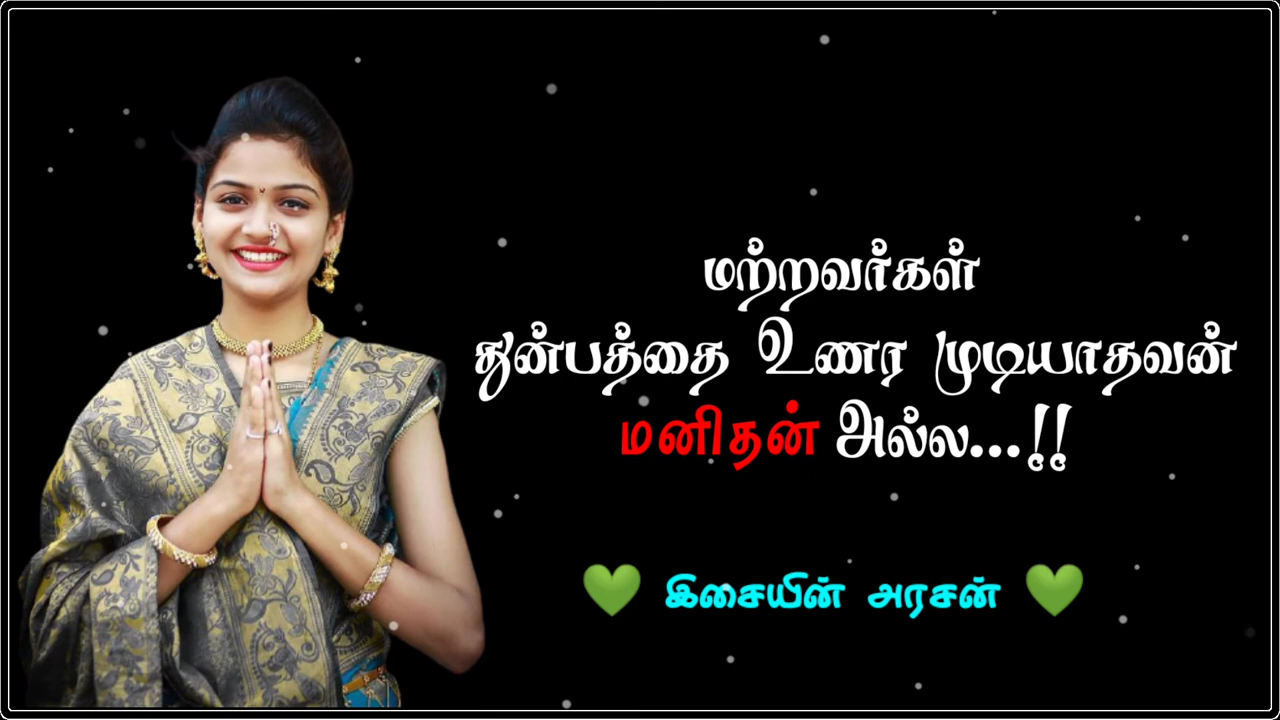 மற்றவர்கள்
துன்பத்தை உணர முடியாதவன்
மனிதன் அல்ல...!!
💚 இசையின் அரசன் 💚